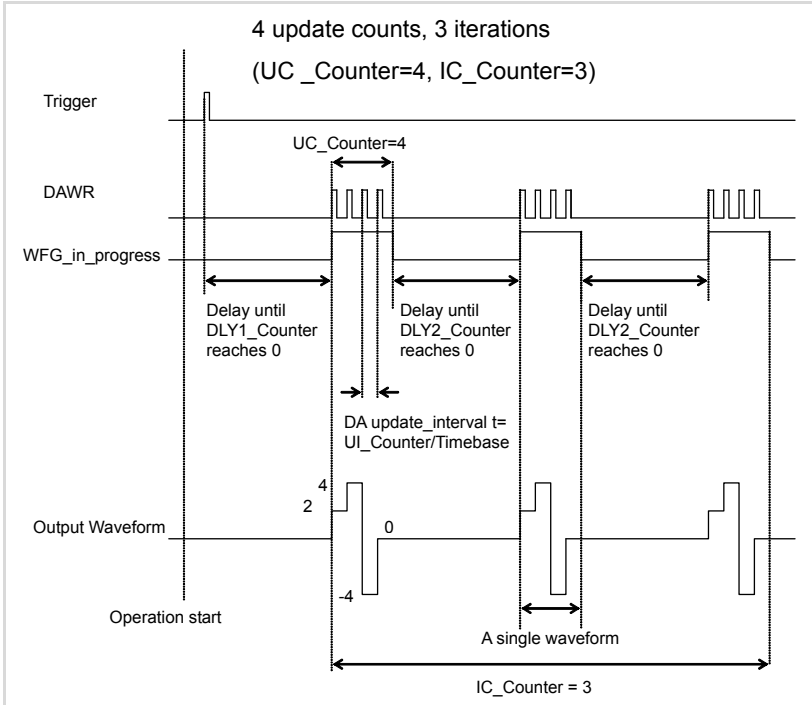 4 update counts, 3 iterations
(UC _Counter=4, IC_Counter=3)
Trigger
UC_Counter=4
DAWR
WFG_in_progress
Delay until
DLY1_Counter
reaches 0
Delay until
DLY2_Counter
reaches 0
Delay until
DLY2_Counter
reaches 0
DA update_interval t=
UI_Counter/Timebase
4
2
Output Waveform
0
-4
Operation start
A single waveform
IC_Counter = 3